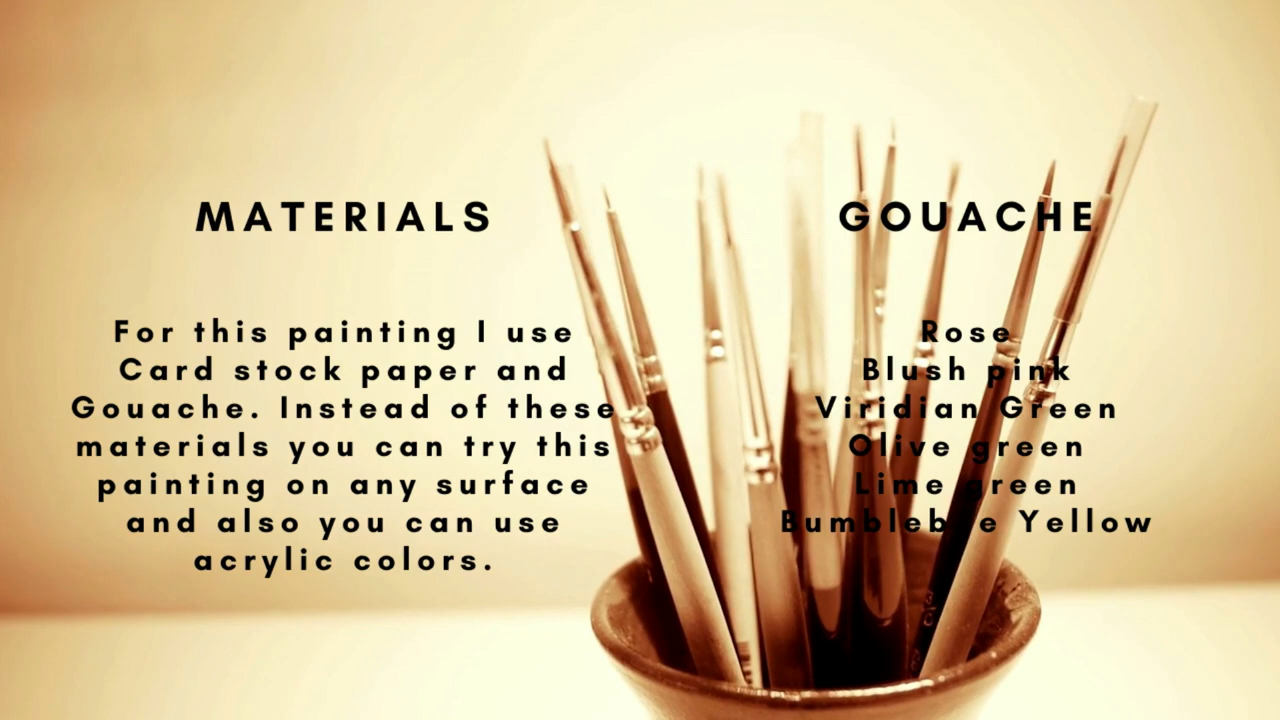 MATERIALS
For this painting I use
Card stock paper and
Gouache. Instead of these
materials you can try this
painting on any surface
and also you can use
acrylic colors.
GOUACHE
Rose
Blush pink
Viridian Green
Olive green
Lime green
Bumblebee Yellow